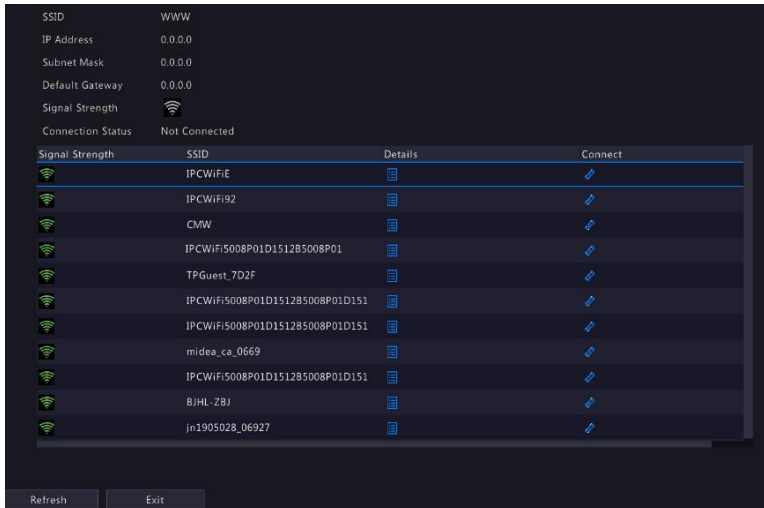 SSID WWW
IP Address 0.0.0.0
Subnet Mask 0.0.0.0
Default Gateway 0.0.0.0
Signal Strength
Connection Status Not Connected
Signal Strength SSID Details Connect
IPCWiFiE
IPCWiFi92
CMW
IPCWiFi5008P01D1512B5008P01
TPGuest_7D2F
IPCWiFi5008P01D1512B5008P01D151
IPCWiFi5008P01D1512B5008P01D151
midea_ca_0669
IPCWiFi5008P01D1512B5008P01D151
BJHL-ZBJ
jn1905028_06927
Refresh Exit